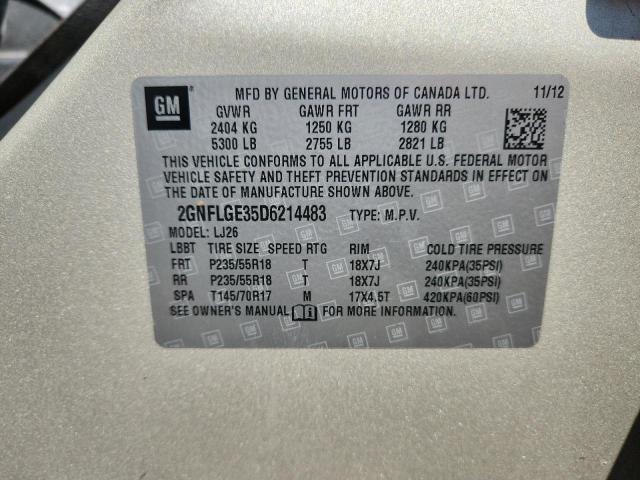 GM
MFD BY GENERAL MOTORS OF CANADA LTD. 11/12
GVWR GAWR FRT GAWR RR
2404 KG 1250 KG 1280 KG
5300 LB 2755 LB 2821 LB
THIS VEHICLE CONFORMS TO ALL APPLICABLE U.S. FEDERAL MOTOR
VEHICLE SAFETY AND THEFT PREVENTION STANDARDS IN EFFECT ON
THE DATE OF MANUFACTURE SHOWN ABOVE.
2GNFLGE35D6214483 TYPE: M.P.V.
MODEL: LJ26
LBBT TIRE SIZE SPEED RTG RIM COLD TIRE PRESSURE
FRT P235/55R18 T 18X7J 240KPA(35PSI)
RR P235/55R18 T 18X7J 240KPA(35PSI)
SPA T145/70R17 M 17X4.5T 420KPA(60PSI)
SEE OWNER'S MANUAL FOR MORE INFORMATION.